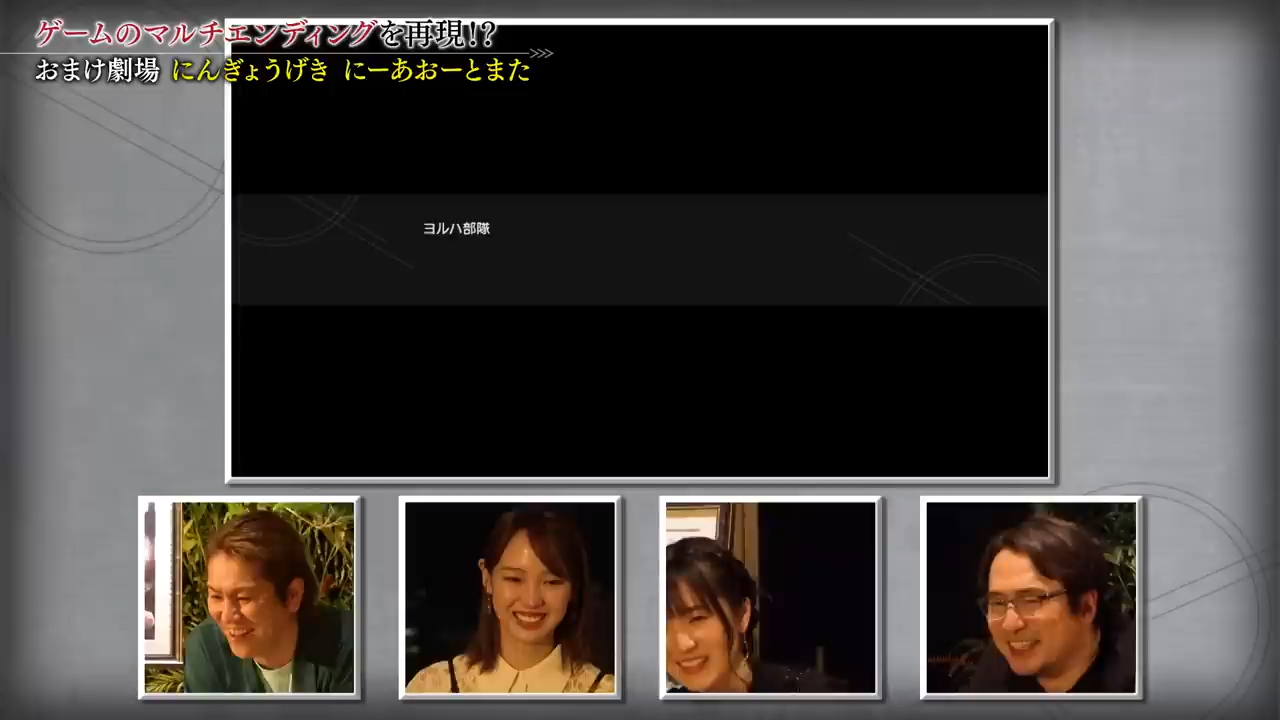 ゲームのマルチエンディングを再現!?
おまけ劇場 にんぎょうげき にーあおーとまた
ヨルハ部隊